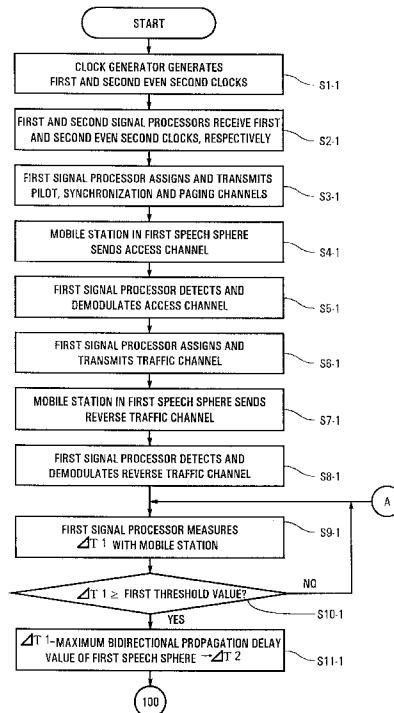 START
CLOCK GENERATOR GENERATES
FIRST AND SECOND EVEN SECOND CLOCKS
S1-1
FIRST AND SECOND SIGNAL PROCESSORS RECEIVE FIRST
AND SECOND EVEN SECOND CLOCKS, RESPECTIVELY
S2-1
FIRST SIGNAL PROCESSOR ASSIGNS AND TRANSMITS
PILOT, SYNCHRONIZATION AND PAGING CHANNELS
S3-1
MOBILE STATION IN FIRST SPEECH SPHERE
SENDS ACCESS CHANNEL
S4-1
FIRST SIGNAL PROCESSOR DETECTS AND
DEMODULATES ACCESS CHANNEL
S5-1
FIRST SIGNAL PROCESSOR ASSIGNS AND
TRANSMITS TRAFFIC CHANNEL
S6-1
MOBILE STATION IN FIRST SPEECH SPHERE SENDS
REVERSE TRAFFIC CHANNEL
S7-1
FIRST SIGNAL PROCESSOR DETECTS AND
DEMODULATES REVERSE TRAFFIC CHANNEL
S8-1
A
FIRST SIGNAL PROCESSOR MEASURES
⊿T 1 WITH MOBILE STATION
S9-1
⊿T 1 ≥ FIRST THRESHOLD VALUE?
NO
S10-1
YES
⊿T 1-MAXIMUM BIDIRECTIONAL PROPAGATION DELAY
VALUE OF FIRST SPEECH SPHERE →⊿T 2
S11-1
100